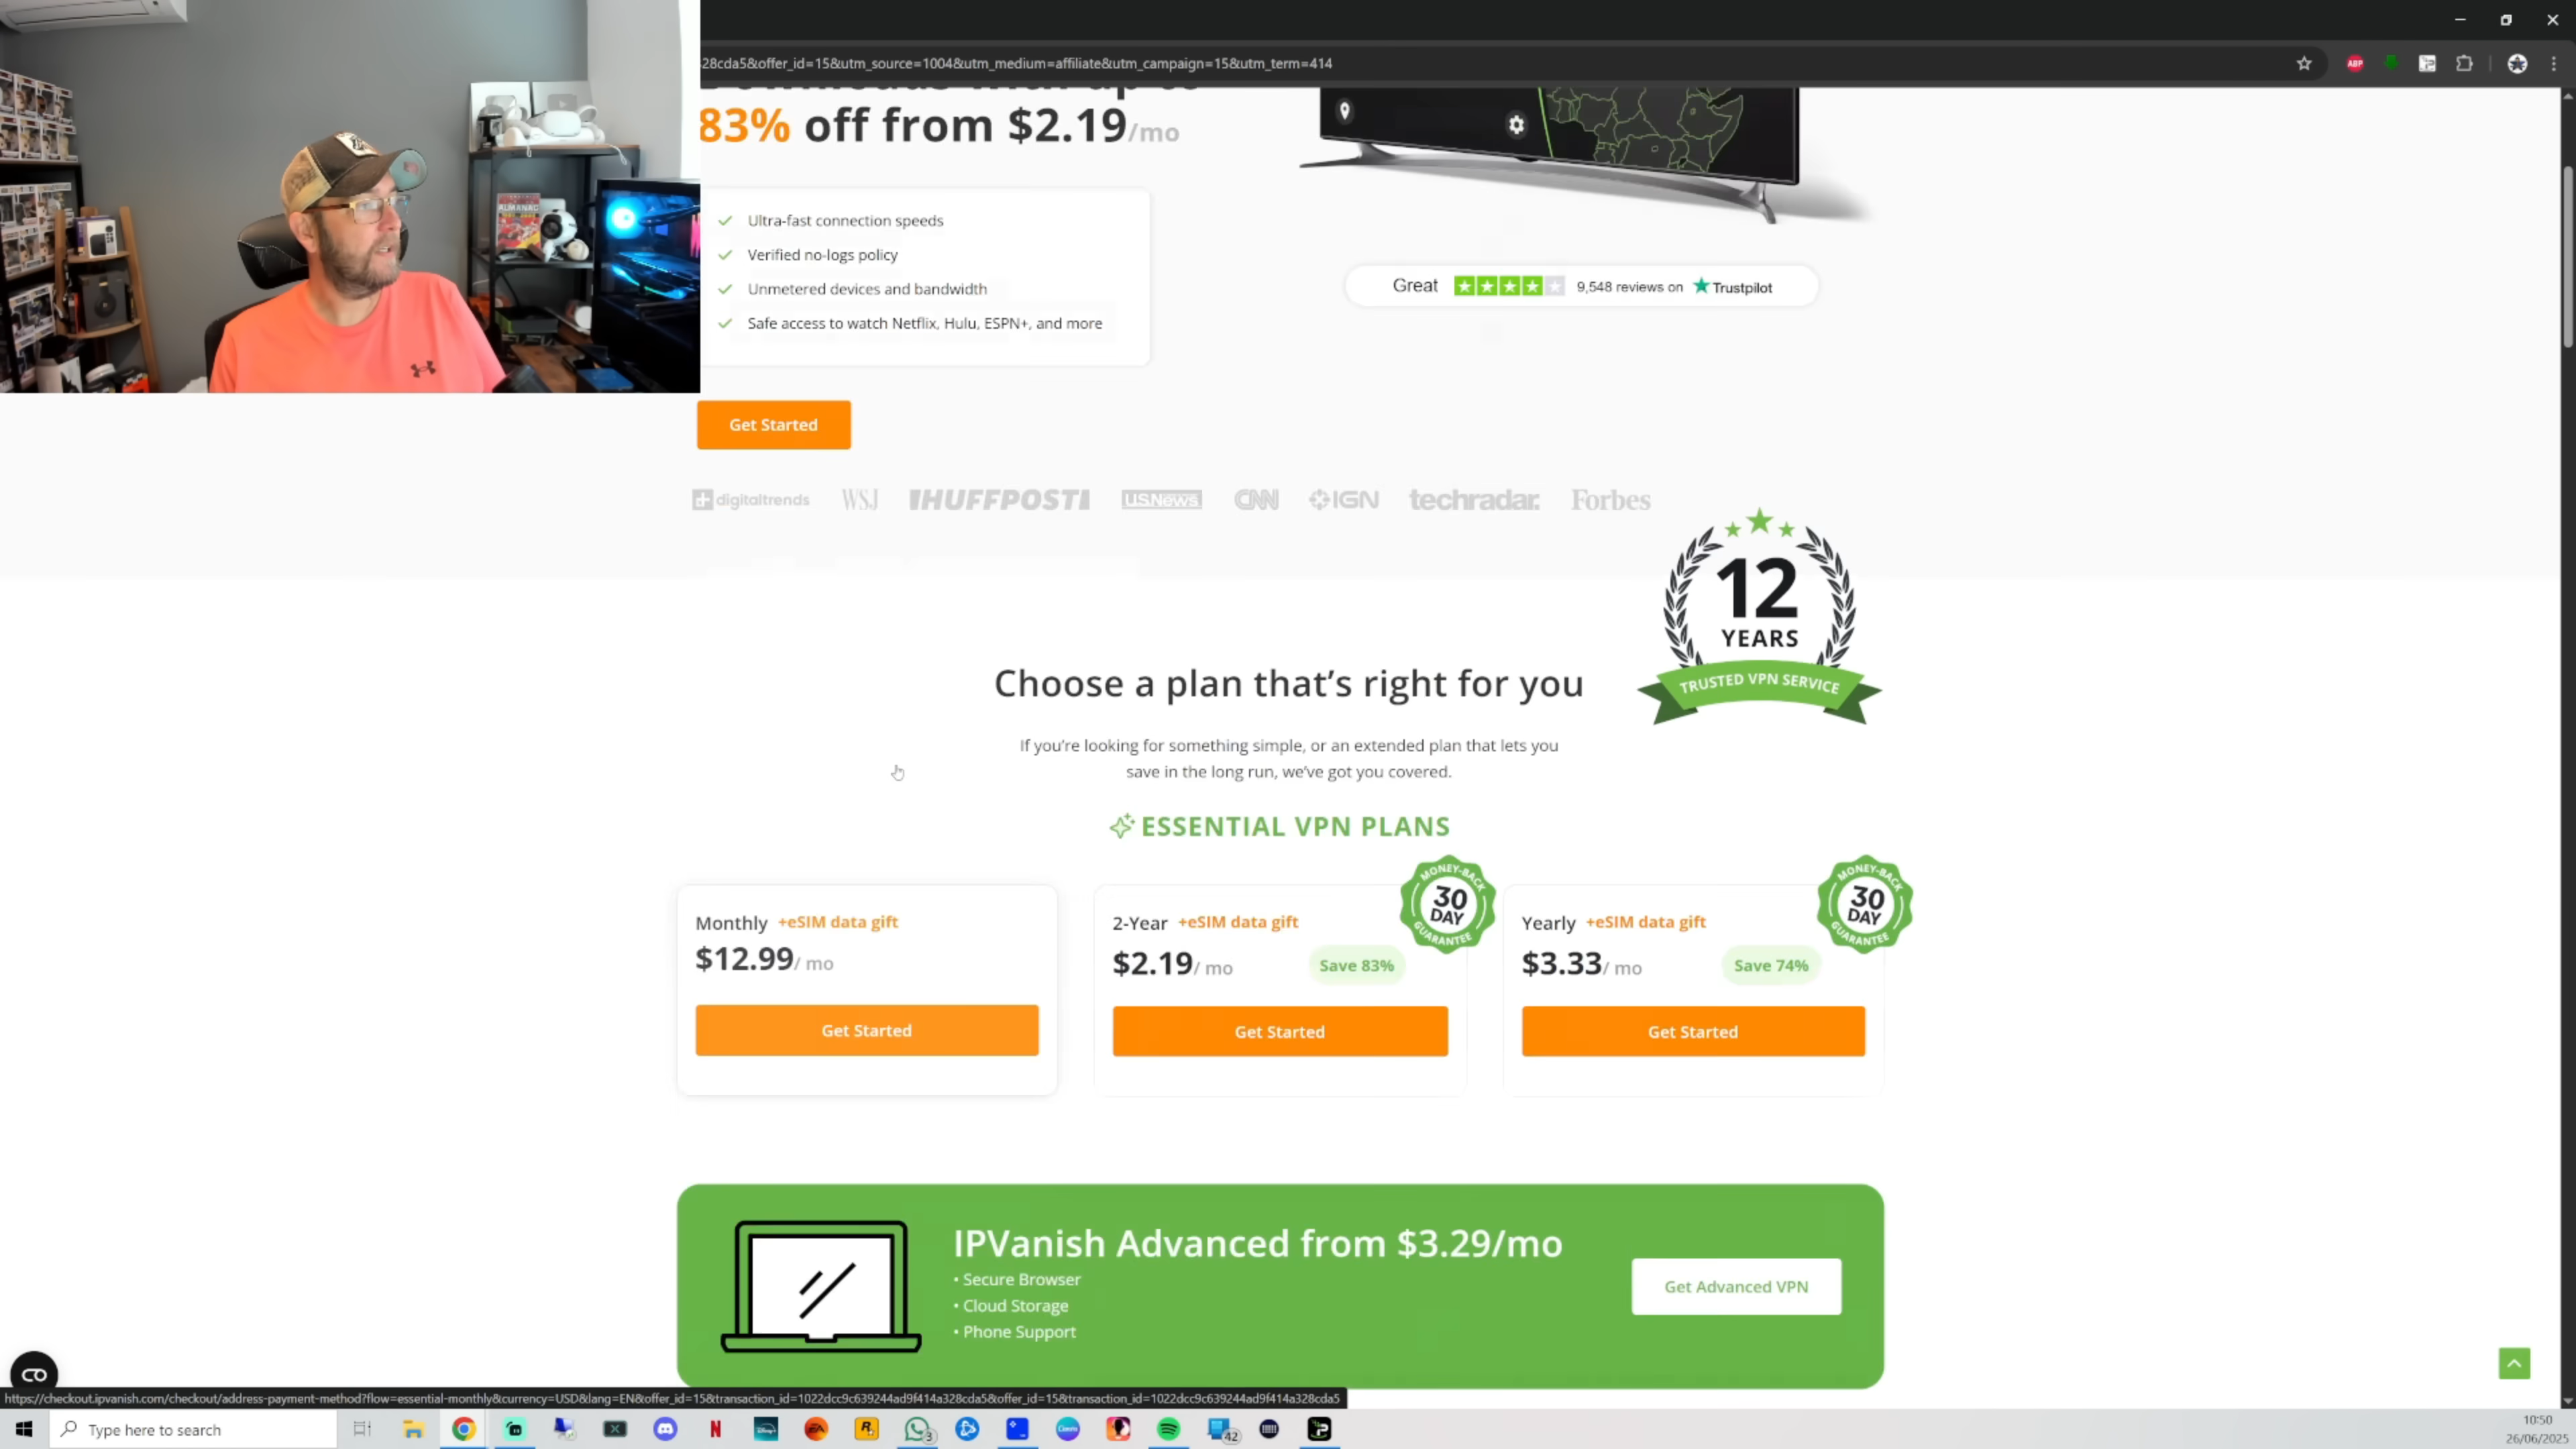 28cda5&offer_id=15&utm_source=1004&utm_medium=affiliate&utm_campaign=15&utm_term=414
ABP
83% off from $2.19/mo
Ultra-fast connection speeds
Verified no-logs policy
Unmetered devices and bandwidth
Safe access to watch Netflix, Hulu, ESPN+, and more
Great 9,548 reviews on Trustpilot
ALMANAC
Get Started
digitaltrends WSJ HUFFPOST U.S.News CNN IGN techradar. Forbes
12
YEARS
TRUSTED VPN SERVICE
Choose a plan that's right for you
If you're looking for something simple, or an extended plan that lets you
save in the long run, we've got you covered.
ESSENTIAL VPN PLANS
Monthly +eSIM data gift
$12.99/ mo
Get Started
MONEY-BACK
30
DAY
GUARANTEE
2-Year +eSIM data gift
$2.19/ mo Save 83%
Get Started
MONEY-BACK
30
DAY
GUARANTEE
Yearly +eSIM data gift
$3.33/ mo Save 74%
Get Started
IPVanish Advanced from $3.29/mo
• Secure Browser
• Cloud Storage
• Phone Support
Get Advanced VPN
https://checkout.ipvanish.com/checkout/address-payment-method?flow=essential-monthly&currency=USD&lang=EN&offer_id=15&transaction_id=1022dcc9c639244ad9f414a328cda5&offer_id=15&transaction_id=1022dcc9c639244ad9f414a328cda5
Type here to search
3
42
10:50
26/06/2025